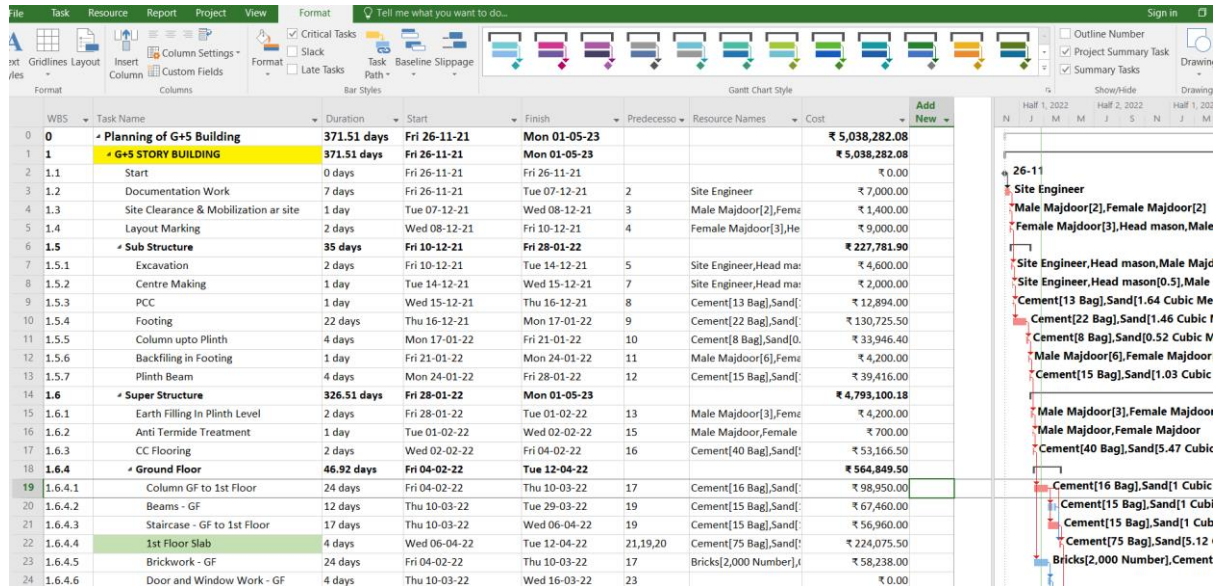 File Task Resource Report Project View Format Tell me what you want to do... Sign in
Gridlines Layout Insert Column Column Settings Custom Fields Format Critical Tasks Slack Late Tasks Task Path Baseline Slippage Outline Number Project Summary Task Summary Tasks Drawing
Format Columns Bar Styles Gantt Chart Style Show/Hide Drawing
WBS Task Name Duration Start Finish Predecesso Resource Names Cost Add New Half 1, 2022 Half 2, 2022
N J M M J S N J M
0 0 Planning of G+5 Building 371.51 days Fri 26-11-21 Mon 01-05-23 ₹ 5,038,282.08
1 1 G+5 STORY BUILDING 371.51 days Fri 26-11-21 Mon 01-05-23 ₹ 5,038,282.08
2 1.1 Start 0 days Fri 26-11-21 Fri 26-11-21 ₹ 0.00 26-11
3 1.2 Documentation Work 7 days Fri 26-11-21 Tue 07-12-21 2 Site Engineer ₹ 7,000.00 Site Engineer
4 1.3 Site Clearance & Mobilization ar site 1 day Tue 07-12-21 Wed 08-12-21 3 Male Majdoor[2],Fema ₹ 1,400.00 Male Majdoor[2],Female Majdoor[2]
5 1.4 Layout Marking 2 days Wed 08-12-21 Fri 10-12-21 4 Female Majdoor[3],He ₹ 9,000.00 Female Majdoor[3],Head mason,Male
6 1.5 Sub Structure 35 days Fri 10-12-21 Fri 28-01-22 ₹ 227,781.90
7 1.5.1 Excavation 2 days Fri 10-12-21 Tue 14-12-21 5 Site Engineer,Head mas ₹ 4,600.00 Site Engineer,Head mason,Male Majd
8 1.5.2 Centre Making 1 day Tue 14-12-21 Wed 15-12-21 7 Site Engineer,Head mas ₹ 2,000.00 Site Engineer,Head mason[0.5],Male
9 1.5.3 PCC 1 day Wed 15-12-21 Thu 16-12-21 8 Cement[13 Bag],Sand[ ₹ 12,894.00 Cement[13 Bag],Sand[1.64 Cubic Me
10 1.5.4 Footing 22 days Thu 16-12-21 Mon 17-01-22 9 Cement[22 Bag],Sand[ ₹ 130,725.50 Cement[22 Bag],Sand[1.46 Cubic M
11 1.5.5 Column upto Plinth 4 days Mon 17-01-22 Fri 21-01-22 10 Cement[8 Bag],Sand[0. ₹ 33,946.40 Cement[8 Bag],Sand[0.52 Cubic M
12 1.5.6 Backfiling in Footing 1 day Fri 21-01-22 Mon 24-01-22 11 Male Majdoor[6],Fema ₹ 4,200.00 Male Majdoor[6],Female Majdoor
13 1.5.7 Plinth Beam 4 days Mon 24-01-22 Fri 28-01-22 12 Cement[15 Bag],Sand[ ₹ 39,416.00 Cement[15 Bag],Sand[1.03 Cubic
14 1.6 Super Structure 326.51 days Fri 28-01-22 Mon 01-05-23 ₹ 4,793,100.18
15 1.6.1 Earth Filling In Plinth Level 2 days Fri 28-01-22 Tue 01-02-22 13 Male Majdoor[3],Fema ₹ 4,200.00 Male Majdoor[3],Female Majdoor
16 1.6.2 Anti Termide Treatment 1 day Tue 01-02-22 Wed 02-02-22 15 Male Majdoor,Female ₹ 700.00 Male Majdoor,Female Majdoor
17 1.6.3 CC Flooring 2 days Wed 02-02-22 Fri 04-02-22 16 Cement[40 Bag],Sand[ ₹ 53,166.50 Cement[40 Bag],Sand[5.47 Cubic
18 1.6.4 Ground Floor 46.92 days Fri 04-02-22 Tue 12-04-22 ₹ 564,849.50
19 1.6.4.1 Column GF to 1st Floor 24 days Fri 04-02-22 Thu 10-03-22 17 Cement[16 Bag],Sand[ ₹ 98,950.00 Cement[16 Bag],Sand[1 Cubic
20 1.6.4.2 Beams - GF 12 days Thu 10-03-22 Tue 29-03-22 19 Cement[15 Bag],Sand[ ₹ 67,460.00 Cement[15 Bag],Sand[1 Cubi
21 1.6.4.3 Staircase - GF to 1st Floor 17 days Thu 10-03-22 Wed 06-04-22 19 Cement[15 Bag],Sand[ ₹ 56,960.00 Cement[15 Bag],Sand[1 Cub
22 1.6.4.4 1st Floor Slab 4 days Wed 06-04-22 Tue 12-04-22 21,19,20 Cement[75 Bag],Sand[ ₹ 224,075.50 Cement[75 Bag],Sand[5.12
23 1.6.4.5 Brickwork - GF 24 days Fri 04-02-22 Thu 10-03-22 17 Bricks[2,000 Number], ₹ 58,238.00 Bricks[2,000 Number],Cement
24 1.6.4.6 Door and Window Work - GF 4 days Thu 10-03-22 Wed 16-03-22 23 ₹ 0.00